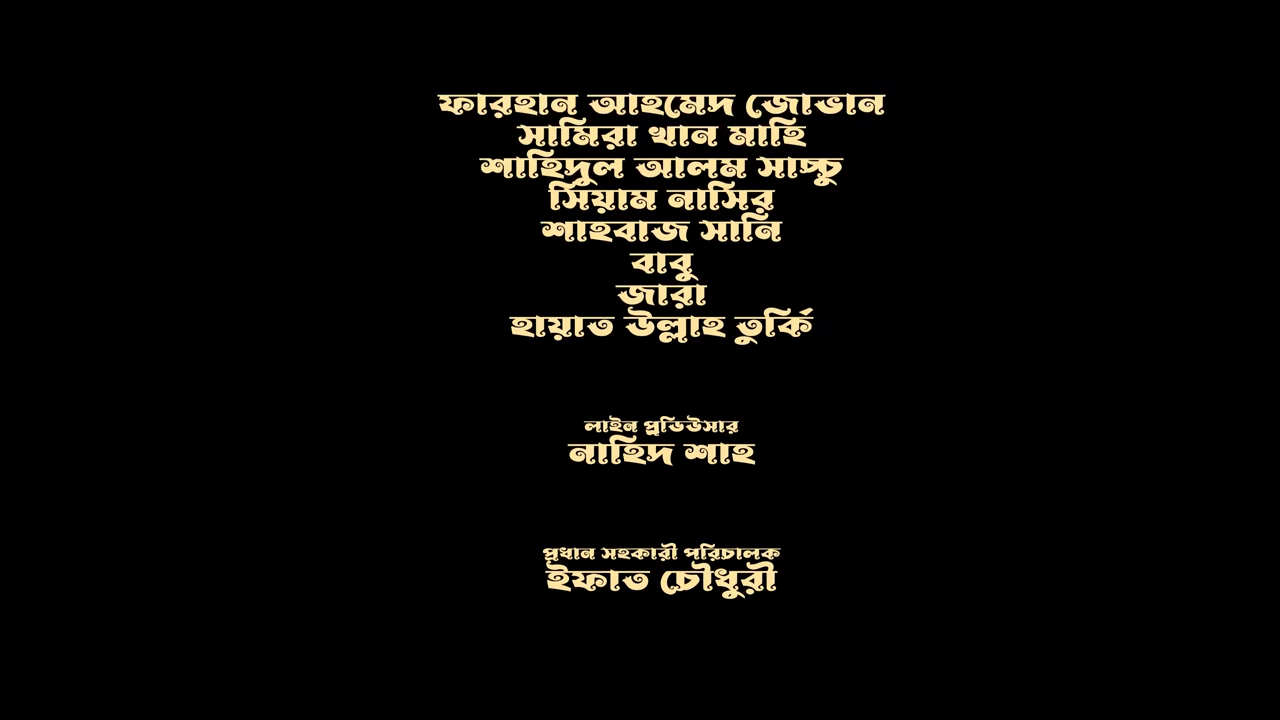 ফারহান আহমেদ জোভান
সামিরা খান মাহি
শাহিদুল আলম সাচ্চু
সিয়াম নাসির
শাহবাজ সানি
বাবু
জারা
হায়াত উল্লাহ তুর্কি
লাইন প্রডিউসার
নাহিদ শাহ
প্রধান সহকারী পরিচালক
ইফাত চৌধুরী